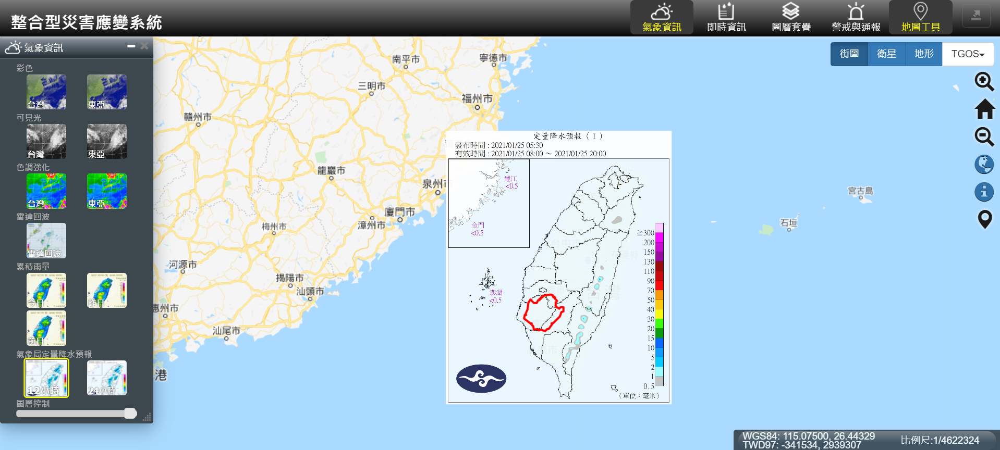 整合型災害應變系統
氣象資訊
即時資訊
圖層套疊
警戒與通報
地圖工具
氣象資訊
彩色
台灣
東亞
可見光
台灣
東亞
色調強化
台灣
東亞
雷達回波
雷達回波
累積雨量
今日
昨日
前日
氣象局定量降水預報
12小時
24小時
圖層控制
街圖
衛星
地形
TGOS
南平市
寧德市
三明市
福州市
贛州市
龍巖市
泉州市
廈門市
漳州市
梅州市
河源市
揭陽市
汕頭市
惠州市
汕尾市
港
宮古島
石垣
定量降水預報（I）
發布時間 : 2021/01/25 05:30
有效時間 : 2021/01/25 08:00 ～ 2021/01/25 20:00
連江
<0.5
金門
<0.5
澎湖
<0.5
≧300
200
150
130
110
90
70
50
40
30
20
15
10
5
2
1
0.5
（單位：毫米）
WGS84: 115.07500, 26.44329
TWD97: -341534, 2939307
比例尺:1/4622324